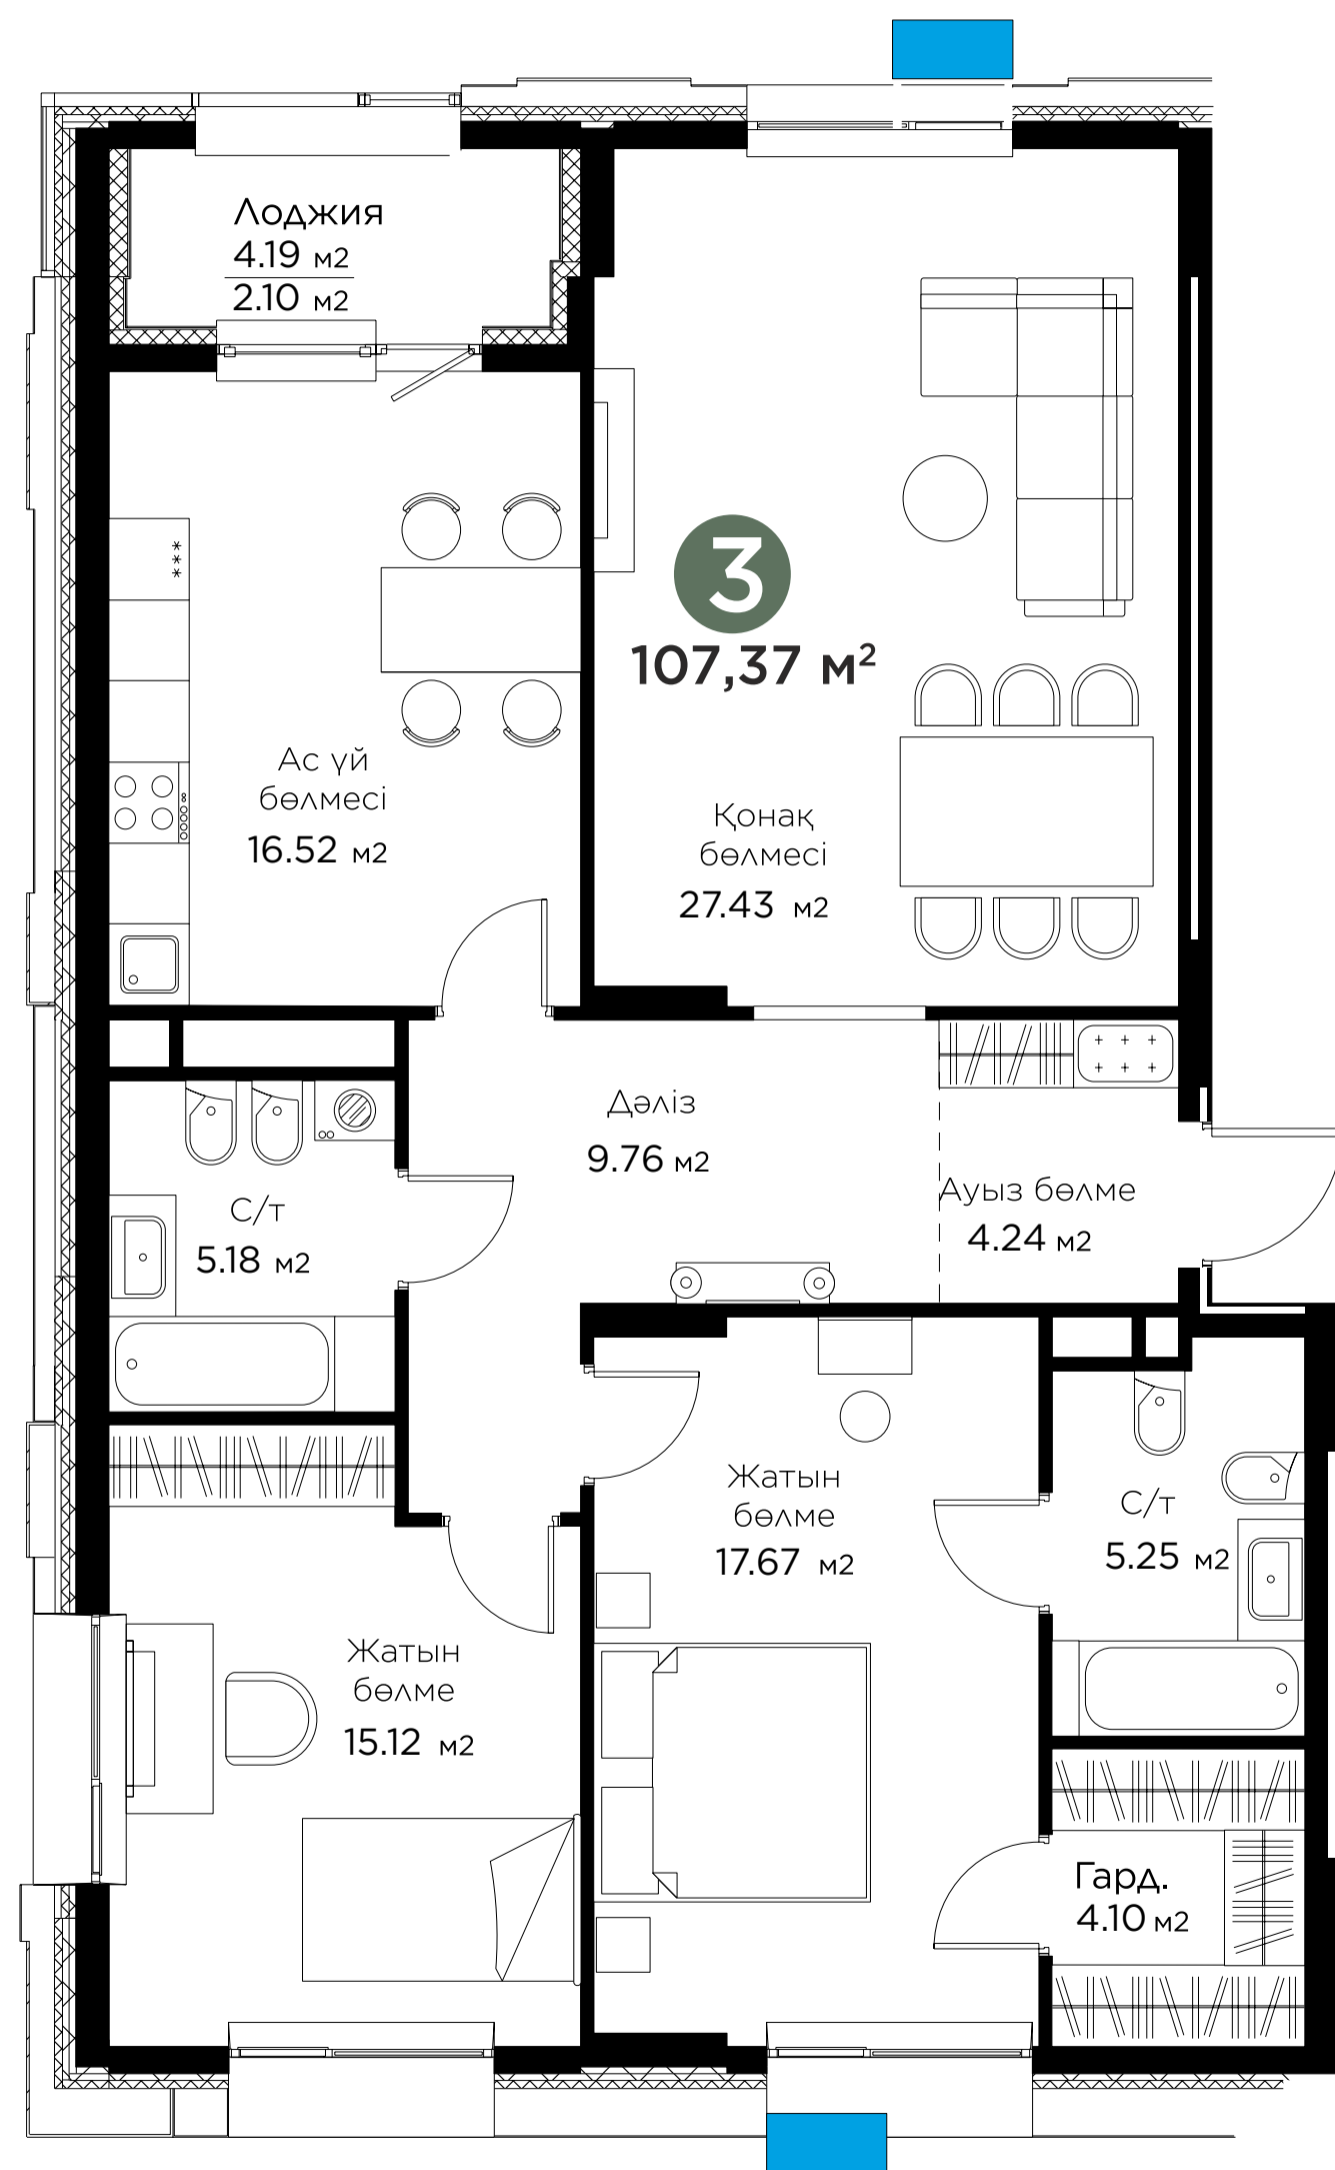 Лоджия
4.19 м2
2.10 м2
3
107,37 м²
Ас үй
бөлмесі
16.52 м2
Қонақ
бөлмесі
27.43 м2
Дәліз
9.76 м2
Ауыз бөлме
4.24 м2
С/т
5.18 м2
Жатын
бөлме
17.67 м2
С/т
5.25 м2
Жатын
бөлме
15.12 м2
Гард.
4.10 м2